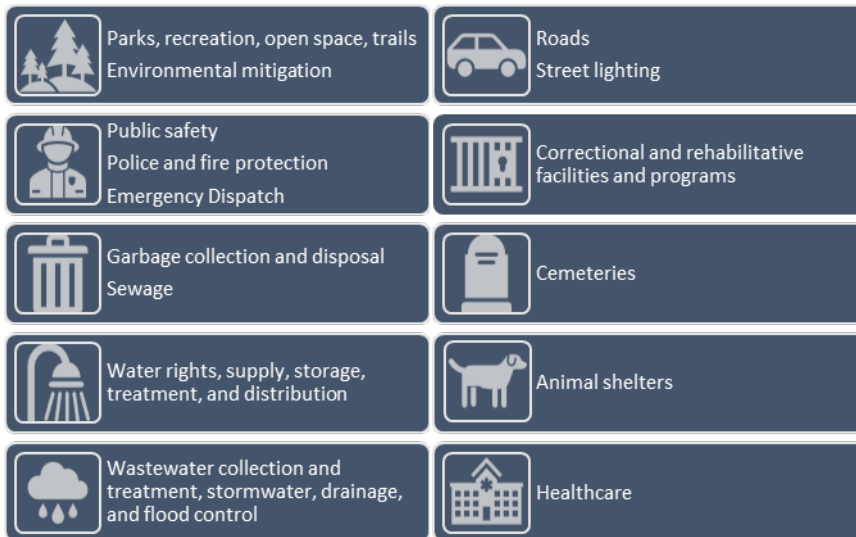 Parks, recreation, open space, trails
Environmental mitigation
Roads
Street lighting
Public safety
Police and fire protection
Emergency Dispatch
Correctional and rehabilitative
facilities and programs
Garbage collection and disposal
Sewage
Cemeteries
Water rights, supply, storage,
treatment, and distribution
Animal shelters
Wastewater collection and
treatment, stormwater, drainage,
and flood control
Healthcare